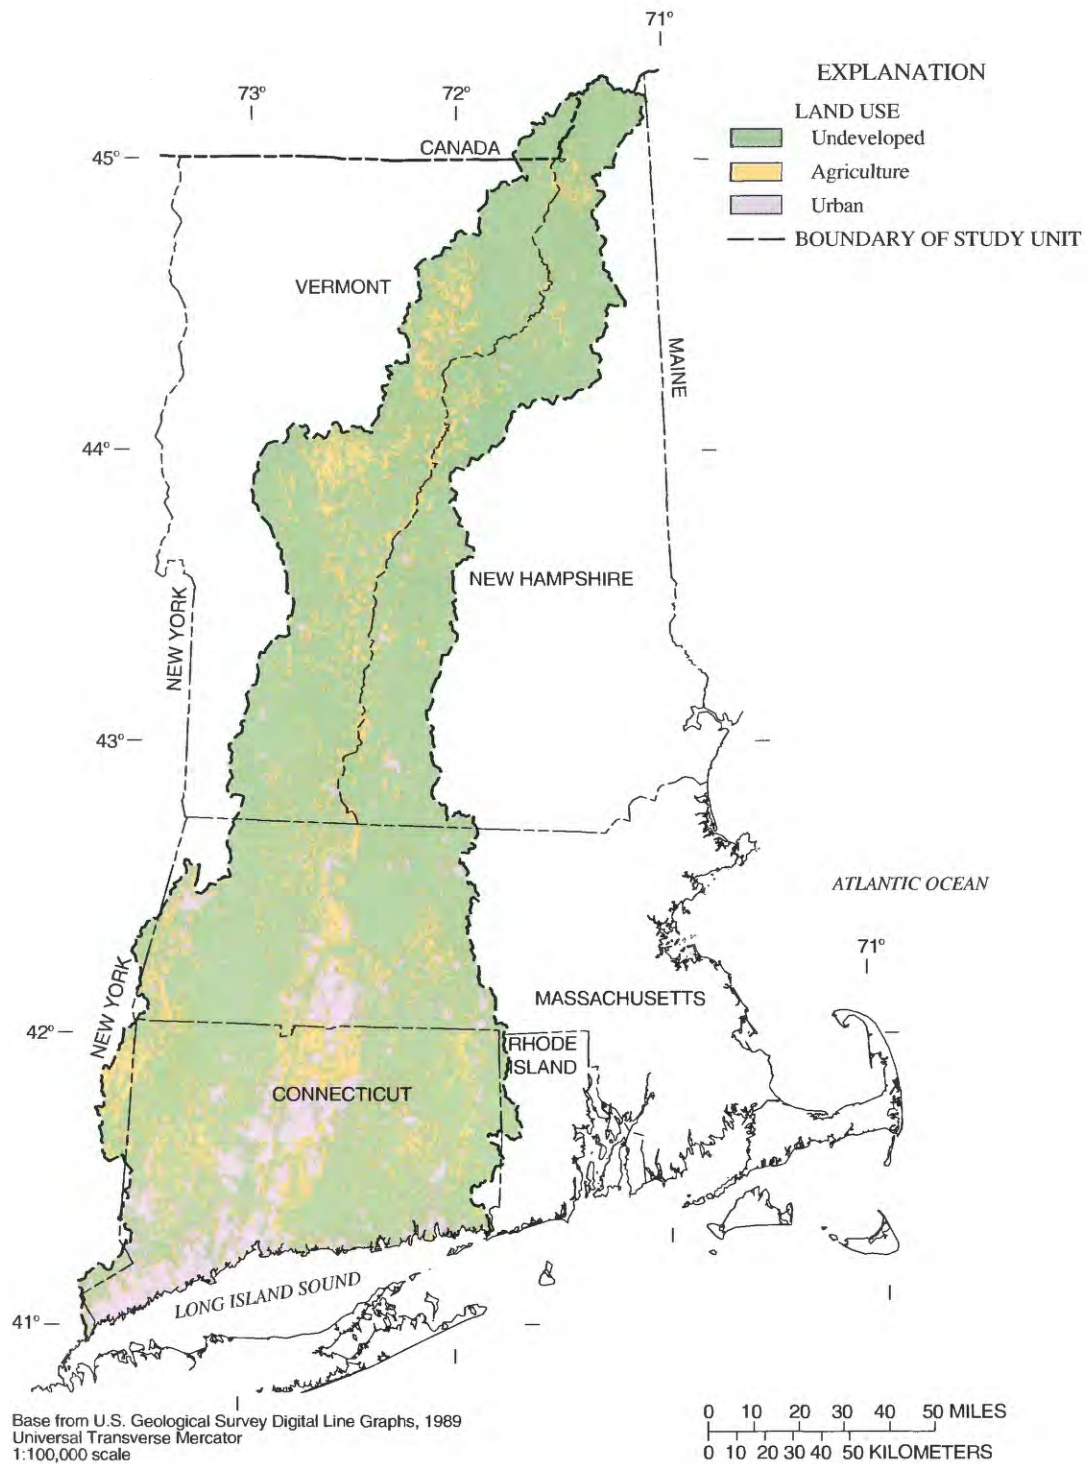 71°
EXPLANATION
LAND USE
Undeveloped
Agriculture
Urban
BOUNDARY OF STUDY UNIT
73°
72°
45°
CANADA
VERMONT
MAINE
44°
NEW HAMPSHIRE
NEW YORK
43°
ATLANTIC OCEAN
71°
NEW YORK
MASSACHUSETTS
42°
RHODE
ISLAND
CONNECTICUT
LONG ISLAND SOUND
41°
Base from U.S. Geological Survey Digital Line Graphs, 1989
Universal Transverse Mercator
1:100,000 scale
0 10 20 30 40 50 MILES
0 10 20 30 40 50 KILOMETERS